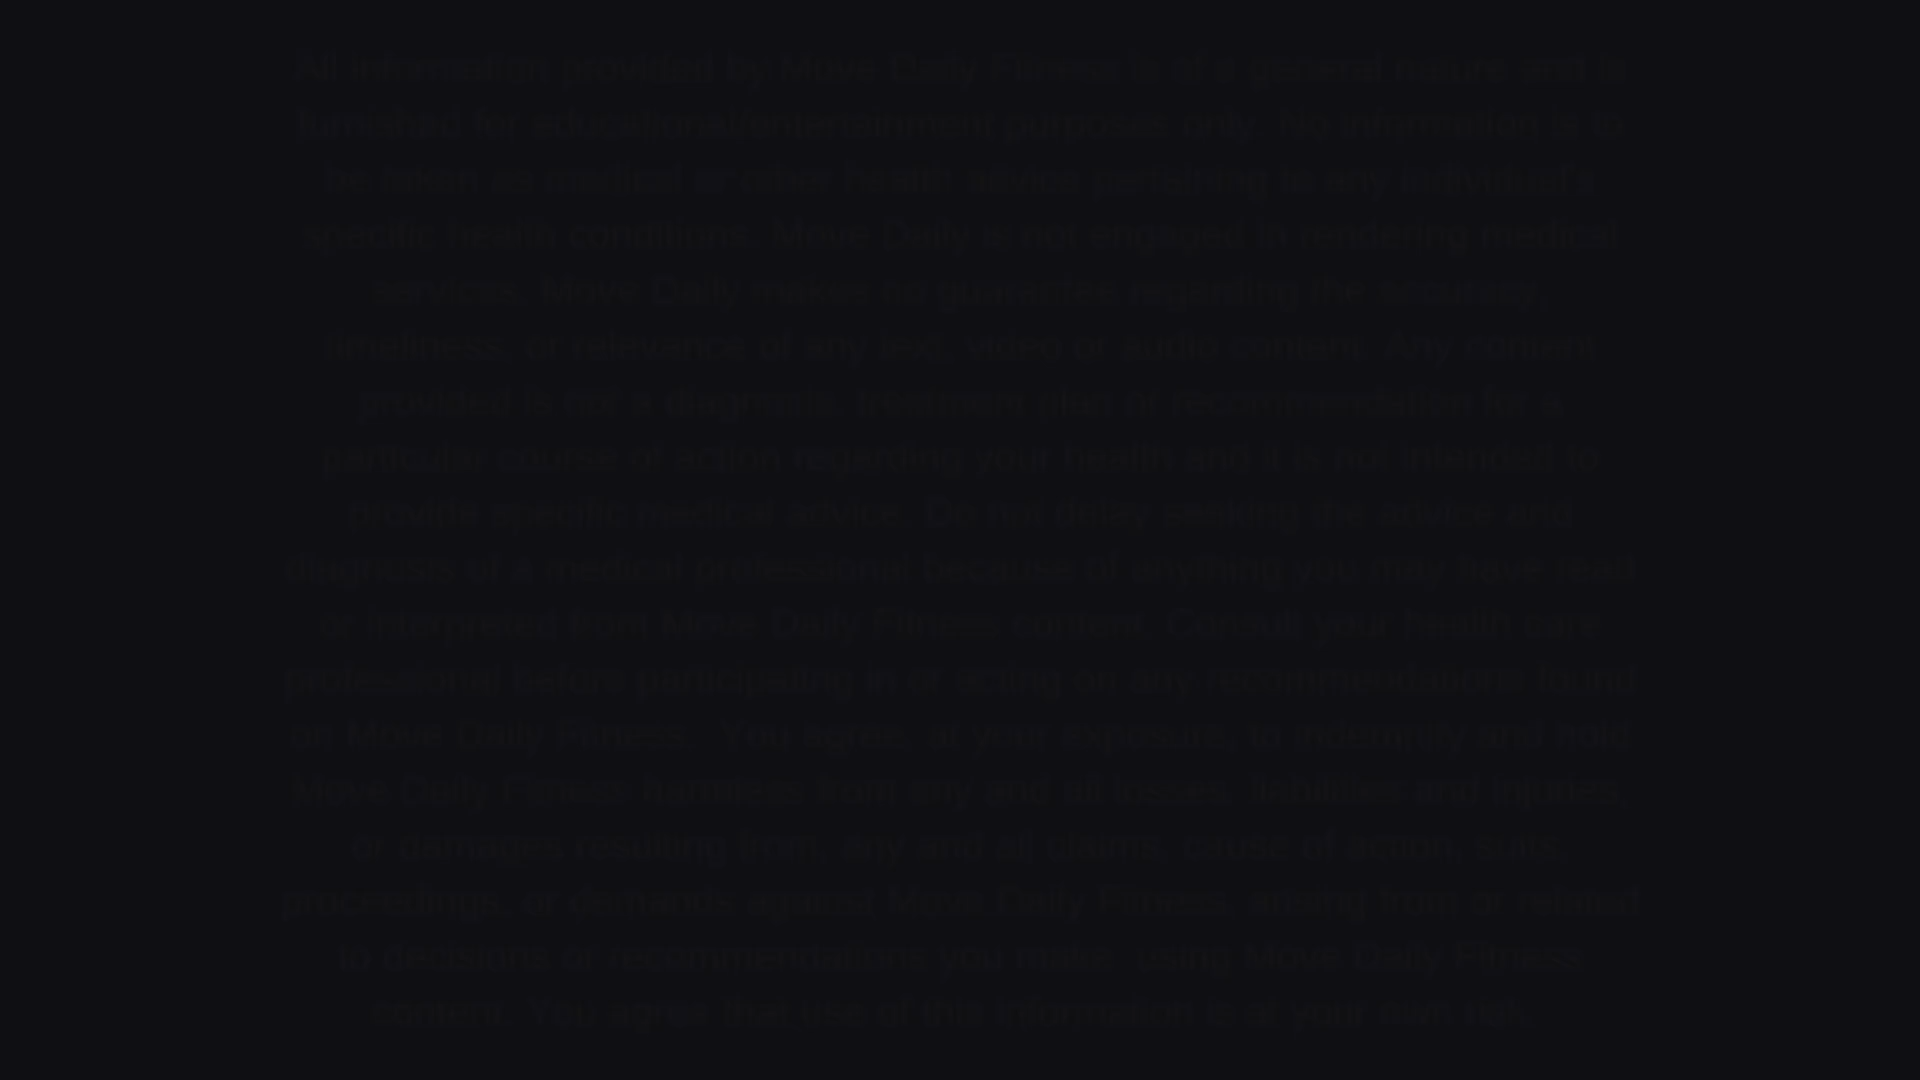 All information provided by Move Daily Fitness is of a general nature and is
furnished for educational/entertainment purposes only. No information is to
be taken as medical or other health advice pertaining to any individual's
specific health conditions. Move Daily is not engaged in rendering medical
services. Move Daily makes no guarantee regarding the accuracy,
timeliness, or relevance of any text, video or audio content. Any content
provided is not a diagnosis, treatment plan or recommendation for a
particular course of action regarding your health and it is not intended to
provide specific medical advice. Do not delay seeking the advice and
diagnosis of a medical professional because of anything you may have read
or interpreted from Move Daily Fitness content. Consult your health care
professional before participating in or acting on any recommendations found
on Move Daily Fitness. You agree, at your exposure, to indemnify and hold
Move Daily Fitness harmless from any and all losses, liabilities and injuries,
or damages resulting from, any and all claims, cause of action, suits,
proceedings, or demands against Move Daily Fitness, arising from or related
to decisions or recommendations you make using Move Daily Fitness
content. You agree that use of this information is at your own risk.